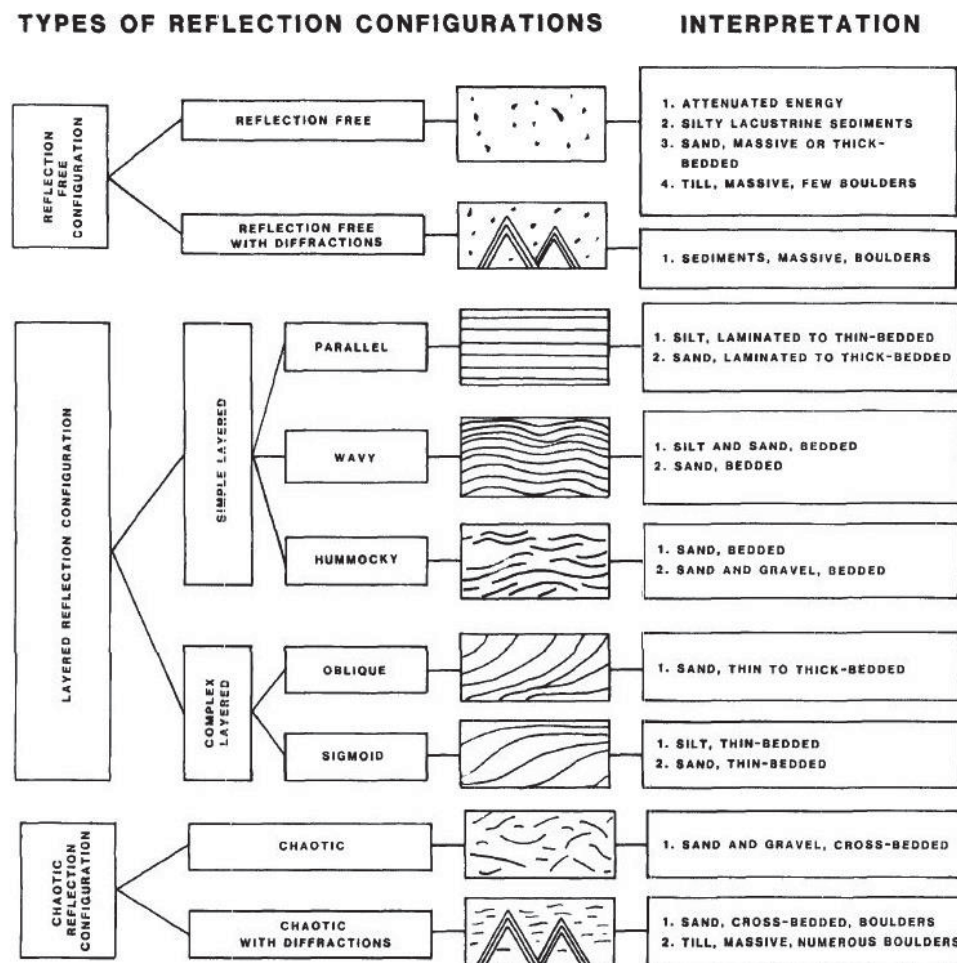 TYPES OF REFLECTION CONFIGURATIONS
INTERPRETATION
REFLECTION
FREE
CONFIGURATION
REFLECTION FREE
1. ATTENUATED ENERGY
2. SILTY LACUSTRINE SEDIMENTS
3. SAND, MASSIVE OR THICK-
BEDDED
4. TILL, MASSIVE, FEW BOULDERS
REFLECTION FREE
WITH DIFFRACTIONS
1. SEDIMENTS, MASSIVE, BOULDERS
LAYERED REFLECTION CONFIGURATION
SIMPLE LAYERED
PARALLEL
1. SILT, LAMINATED TO THIN-BEDDED
2. SAND, LAMINATED TO THICK-BEDDED
WAVY
1. SILT AND SAND, BEDDED
2. SAND, BEDDED
HUMMOCKY
1. SAND, BEDDED
2. SAND AND GRAVEL, BEDDED
COMPLEX
LAYERED
OBLIQUE
1. SAND, THIN TO THICK-BEDDED
SIGMOID
1. SILT, THIN-BEDDED
2. SAND, THIN-BEDDED
CHAOTIC
REFLECTION
CONFIGURATION
CHAOTIC
1. SAND AND GRAVEL, CROSS-BEDDED
CHAOTIC
WITH DIFFRACTIONS
1. SAND, CROSS-BEDDED, BOULDERS
2. TILL, MASSIVE, NUMEROUS BOULDERS